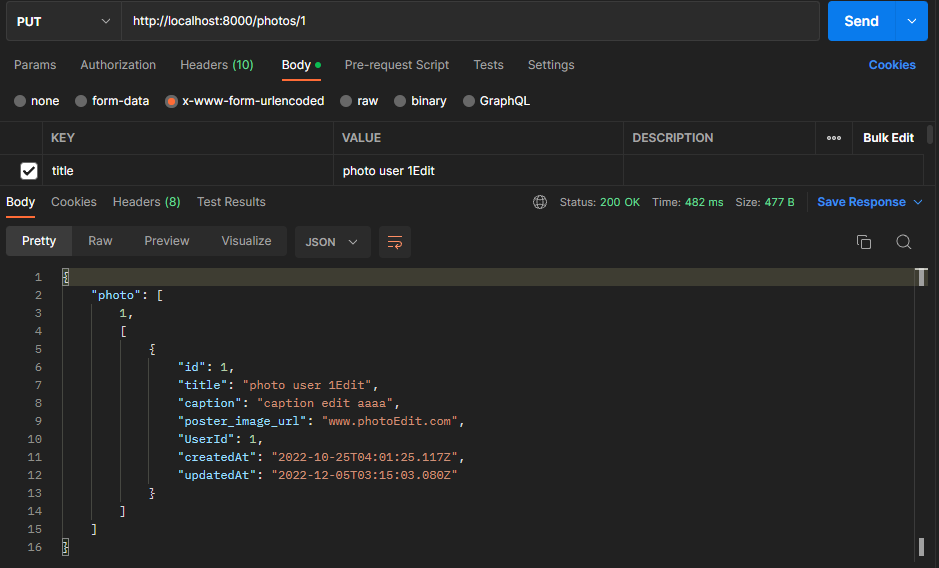 PUT http://localhost:8000/photos/1 Send
Params Authorization Headers (10) Body Pre-request Script Tests Settings Cookies
none form-data x-www-form-urlencoded raw binary GraphQL
KEY VALUE DESCRIPTION ooo Bulk Edit
title photo user 1Edit
Body Cookies Headers (8) Test Results Status: 200 OK Time: 482 ms Size: 477 B Save Response
Pretty Raw Preview Visualize JSON
1 {
2 "photo": [
3 1,
4 [
5 {
6 "id": 1,
7 "title": "photo user 1Edit",
8 "caption": "caption edit aaaa",
9 "poster_image_url": "www.photoEdit.com",
10 "UserId": 1,
11 "createdAt": "2022-10-25T04:01:25.117Z",
12 "updatedAt": "2022-12-05T03:15:03.080Z"
13 }
14 ]
15 ]
16 }